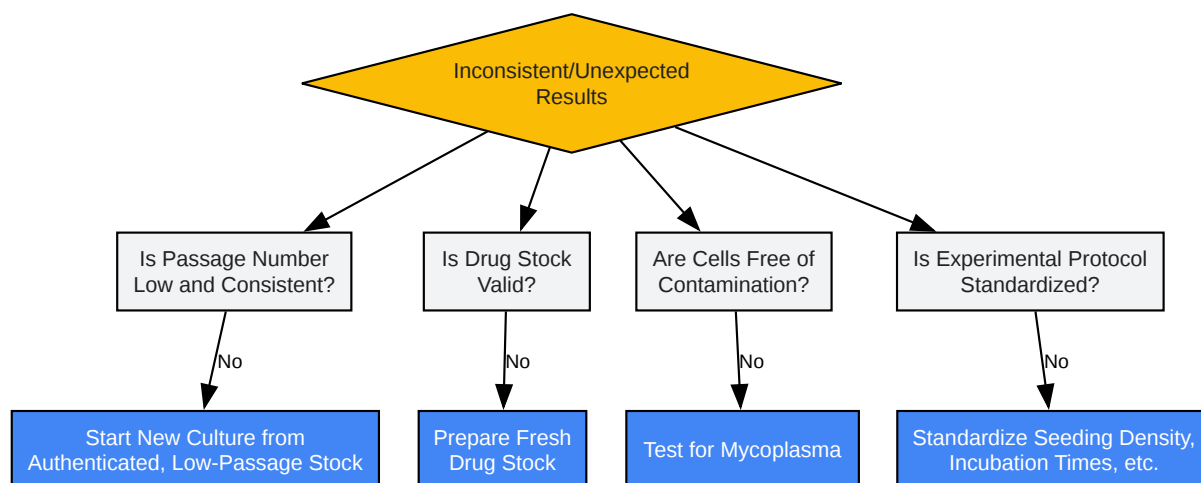 Inconsistent/Unexpected
Results
Is Passage Number
Low and Consistent?
Is Drug Stock
Valid?
Are Cells Free of
Contamination?
Is Experimental Protocol
Standardized?
No
No
No
No
Start New Culture from
Authenticated, Low-Passage Stock
Prepare Fresh
Drug Stock
Test for Mycoplasma
Standardize Seeding Density,
Incubation Times, etc.